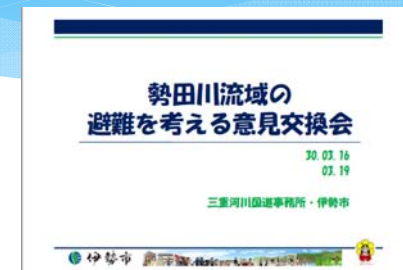 勢田川流域の
避難を考える意見交換会
30. 03. 16
03. 19
三重河川国道事務所・伊勢市
伊勢市